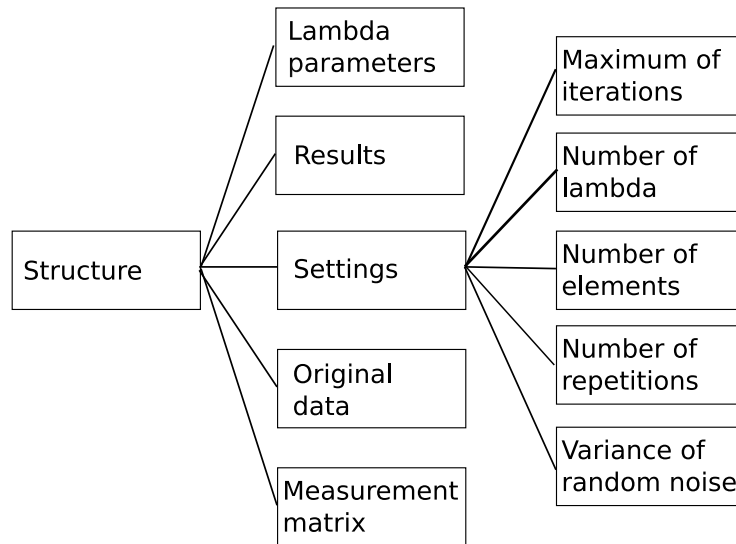 Structure
Lambda
parameters
Results
Settings
Original
data
Measurement
matrix
Maximum of
iterations
Number of
lambda
Number of
elements
Number of
repetitions
Variance of
random noise